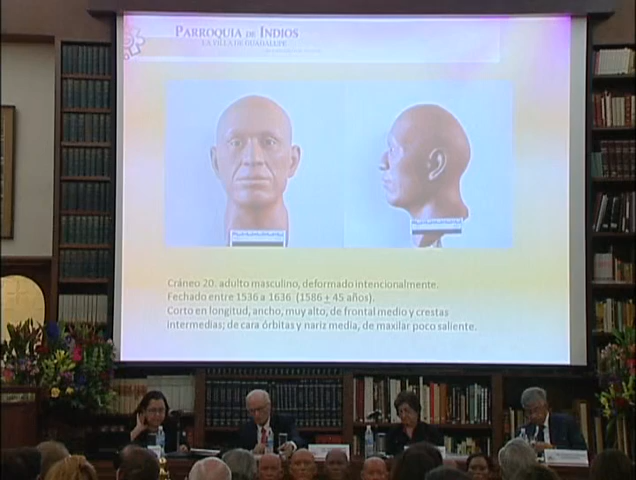 PARROQUIA DE INDIOS
LA VILLA DE GUADALUPE
Cráneo 20. adulto masculino, deformado intencionalmente.
Fechado entre 1536 a 1636 (1586 ± 45 años).
Corto en longitud, ancho, muy alto, de frontal medio y crestas
intermedias; de cara órbitas y nariz media, de maxilar poco saliente.